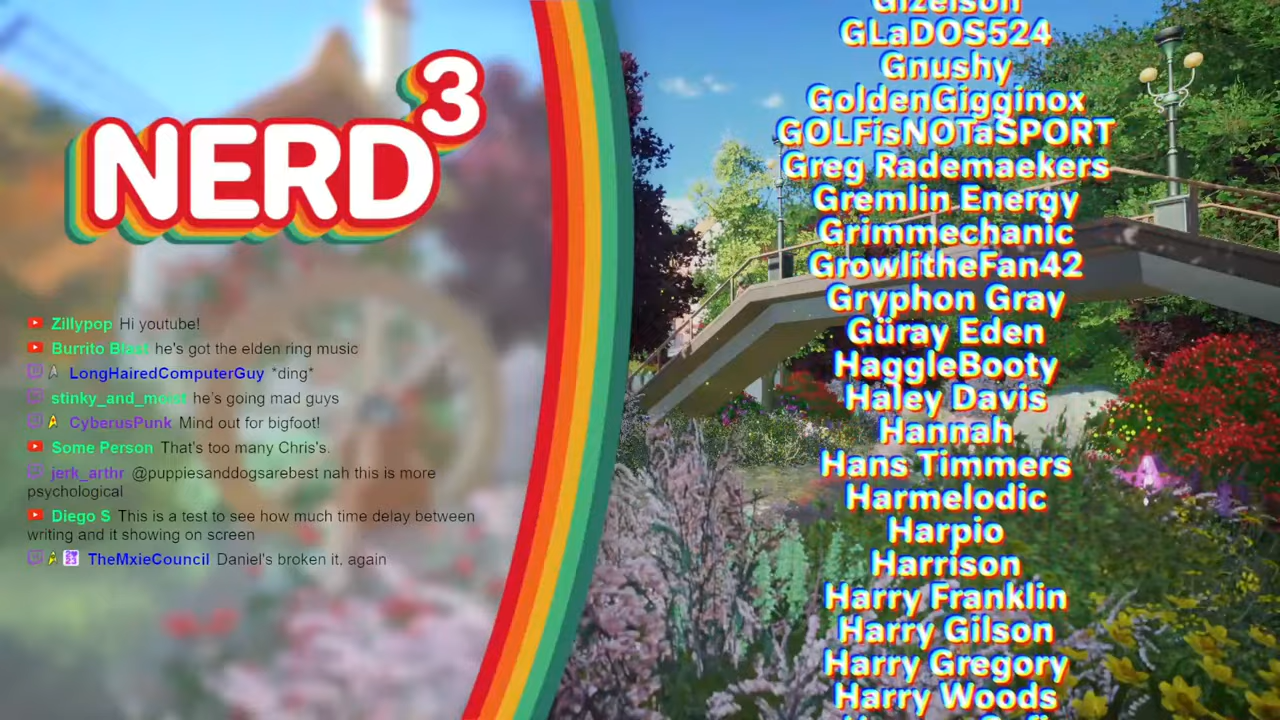 NERD³
Zillypop Hi youtube!
Burrito Blast he's got the elden ring music
LongHairedComputerGuy *ding*
stinky_and_moist he's going mad guys
CyberusPunk Mind out for bigfoot!
Some Person That's too many Chris's.
jerk_arthr @puppiesanddogsarebest nah this is more
psychological
Diego S This is a test to see how much time delay between
writing and it showing on screen
TheMxieCouncil Daniel's broken it, again
Gizelson
GLaDOS524
Gnushy
GoldenGigginox
GOLFisNOTaSPORT
Greg Rademaekers
Gremlin Energy
Grimmechanic
GrowlitheFan42
Gryphon Gray
Güray Eden
HaggleBooty
Haley Davis
Hannah
Hans Timmers
Harmelodic
Harpio
Harrison
Harry Franklin
Harry Gilson
Harry Gregory
Harry Woods